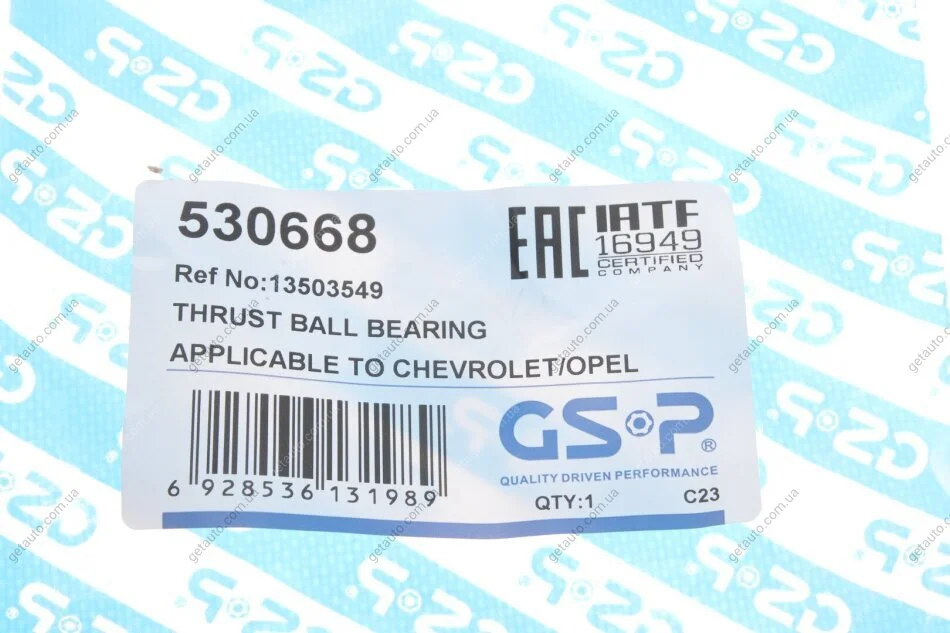 530668
EAC
IATF
16949
CERTIFIED
COMPANY
Ref No:13503549
THRUST BALL BEARING
APPLICABLE TO CHEVROLET/OPEL
GSP®
QUALITY DRIVEN PERFORMANCE
6 928536 131989
QTY:1
C23
getauto.com.ua